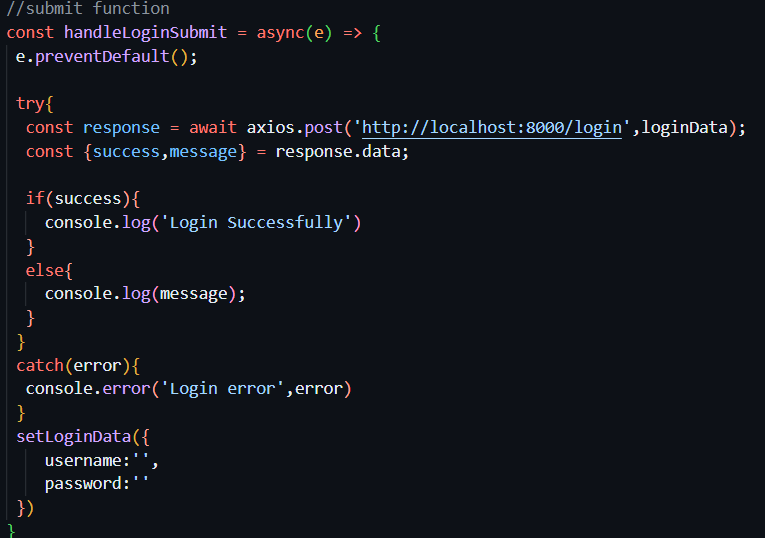 //submit function
const handleLoginSubmit = async(e) => {
e.preventDefault();
try{
const response = await axios.post('http://localhost:8000/login',loginData);
const {success,message} = response.data;
if(success){
console.log('Login Successfully')
}
else{
console.log(message);
}
}
catch(error){
console.error('Login error',error)
}
setLoginData({
username:'',
password:''
})
}